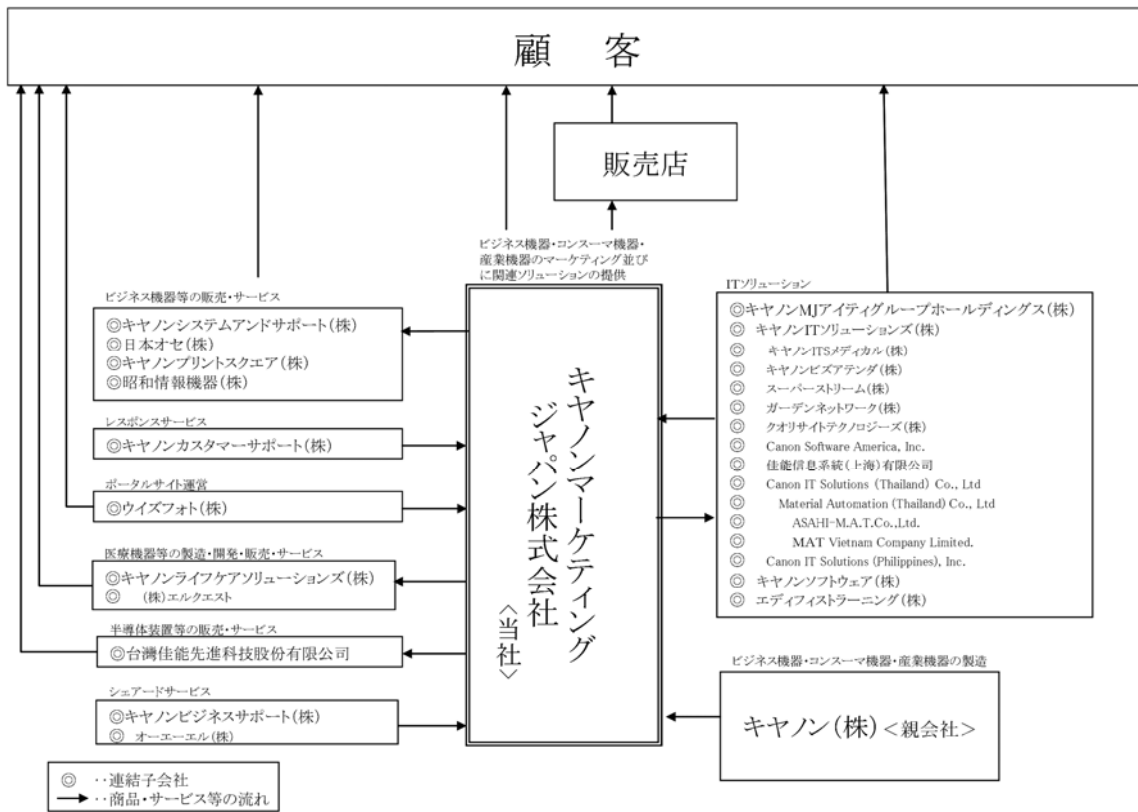 顧　客
販売店
ビジネス機器・コンスーマ機器・
産業機器のマーケティング並び
に関連ソリューションの提供
ビジネス機器等の販売・サービス
◎キヤノンシステムアンドサポート(株)
◎日本オセ(株)
◎キヤノンプリントスクエア(株)
◎昭和情報機器(株)
レスポンスサービス
◎キヤノンカスタマーサポート(株)
ポータルサイト運営
◎ウイズフォト(株)
医療機器等の製造・開発・販売・サービス
◎キヤノンライフケアソリューションズ(株)
◎ (株)エルクエスト
半導体装置等の販売・サービス
◎台灣佳能先進科技股份有限公司
シェアードサービス
◎キヤノンビジネスサポート(株)
◎ オーエーエル(株)
キヤノンマーケティング
ジャパン株式会社
<当社>
ITソリューション
◎キヤノンMJアイティグループホールディングス(株)
◎ キヤノンITソリューションズ(株)
◎ キヤノンITSメディカル(株)
◎ キヤノンビズアテンダ(株)
◎ スーパーストリーム(株)
◎ ガーデンネットワーク(株)
◎ クオリサイトテクノロジーズ(株)
◎ Canon Software America, Inc.
◎ 佳能信息系統(上海)有限公司
◎ Canon IT Solutions (Thailand) Co., Ltd
◎ Material Automation (Thailand) Co., Ltd
◎ ASAHI-M.A.T.Co.,Ltd.
◎ MAT Vietnam Company Limited.
◎ Canon IT Solutions (Philippines), Inc.
◎ キヤノンソフトウェア(株)
◎ エディフィストラーニング(株)
ビジネス機器・コンスーマ機器・産業機器の製造
キヤノン(株)<親会社>
◎ ‥連結子会社
‥商品・サービス等の流れ